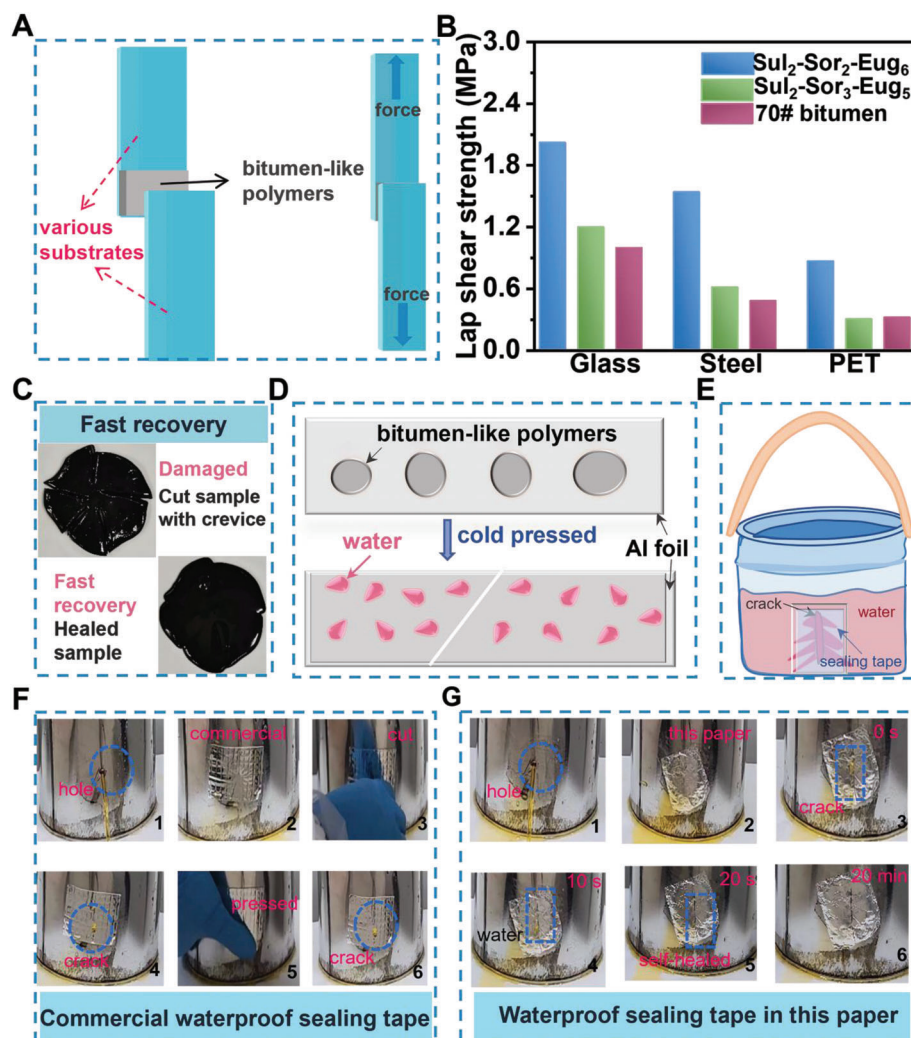 A
force
bitumen-like
polymers
various
substrates
force
B
Lap shear strength (MPa)
3.0
2.4
1.8
1.2
0.6
0.0
Sul₂-Sor₂-Eug₆
Sul₂-Sor₃-Eug₅
70# bitumen
Glass
Steel
PET
C
Fast recovery
Damaged
Cut sample
with crevice
Fast
recovery
Healed
sample
D
bitumen-like polymers
water
cold pressed
Al foil
E
crack
water
sealing tape
F
hole
1
commercial
2
cut
3
crack
4
pressed
5
crack
6
Commercial waterproof sealing tape
G
hole
1
this paper
2
0 s
crack
3
10 s
water
4
20 s
self-healed
5
20 min
6
Waterproof sealing tape in this paper